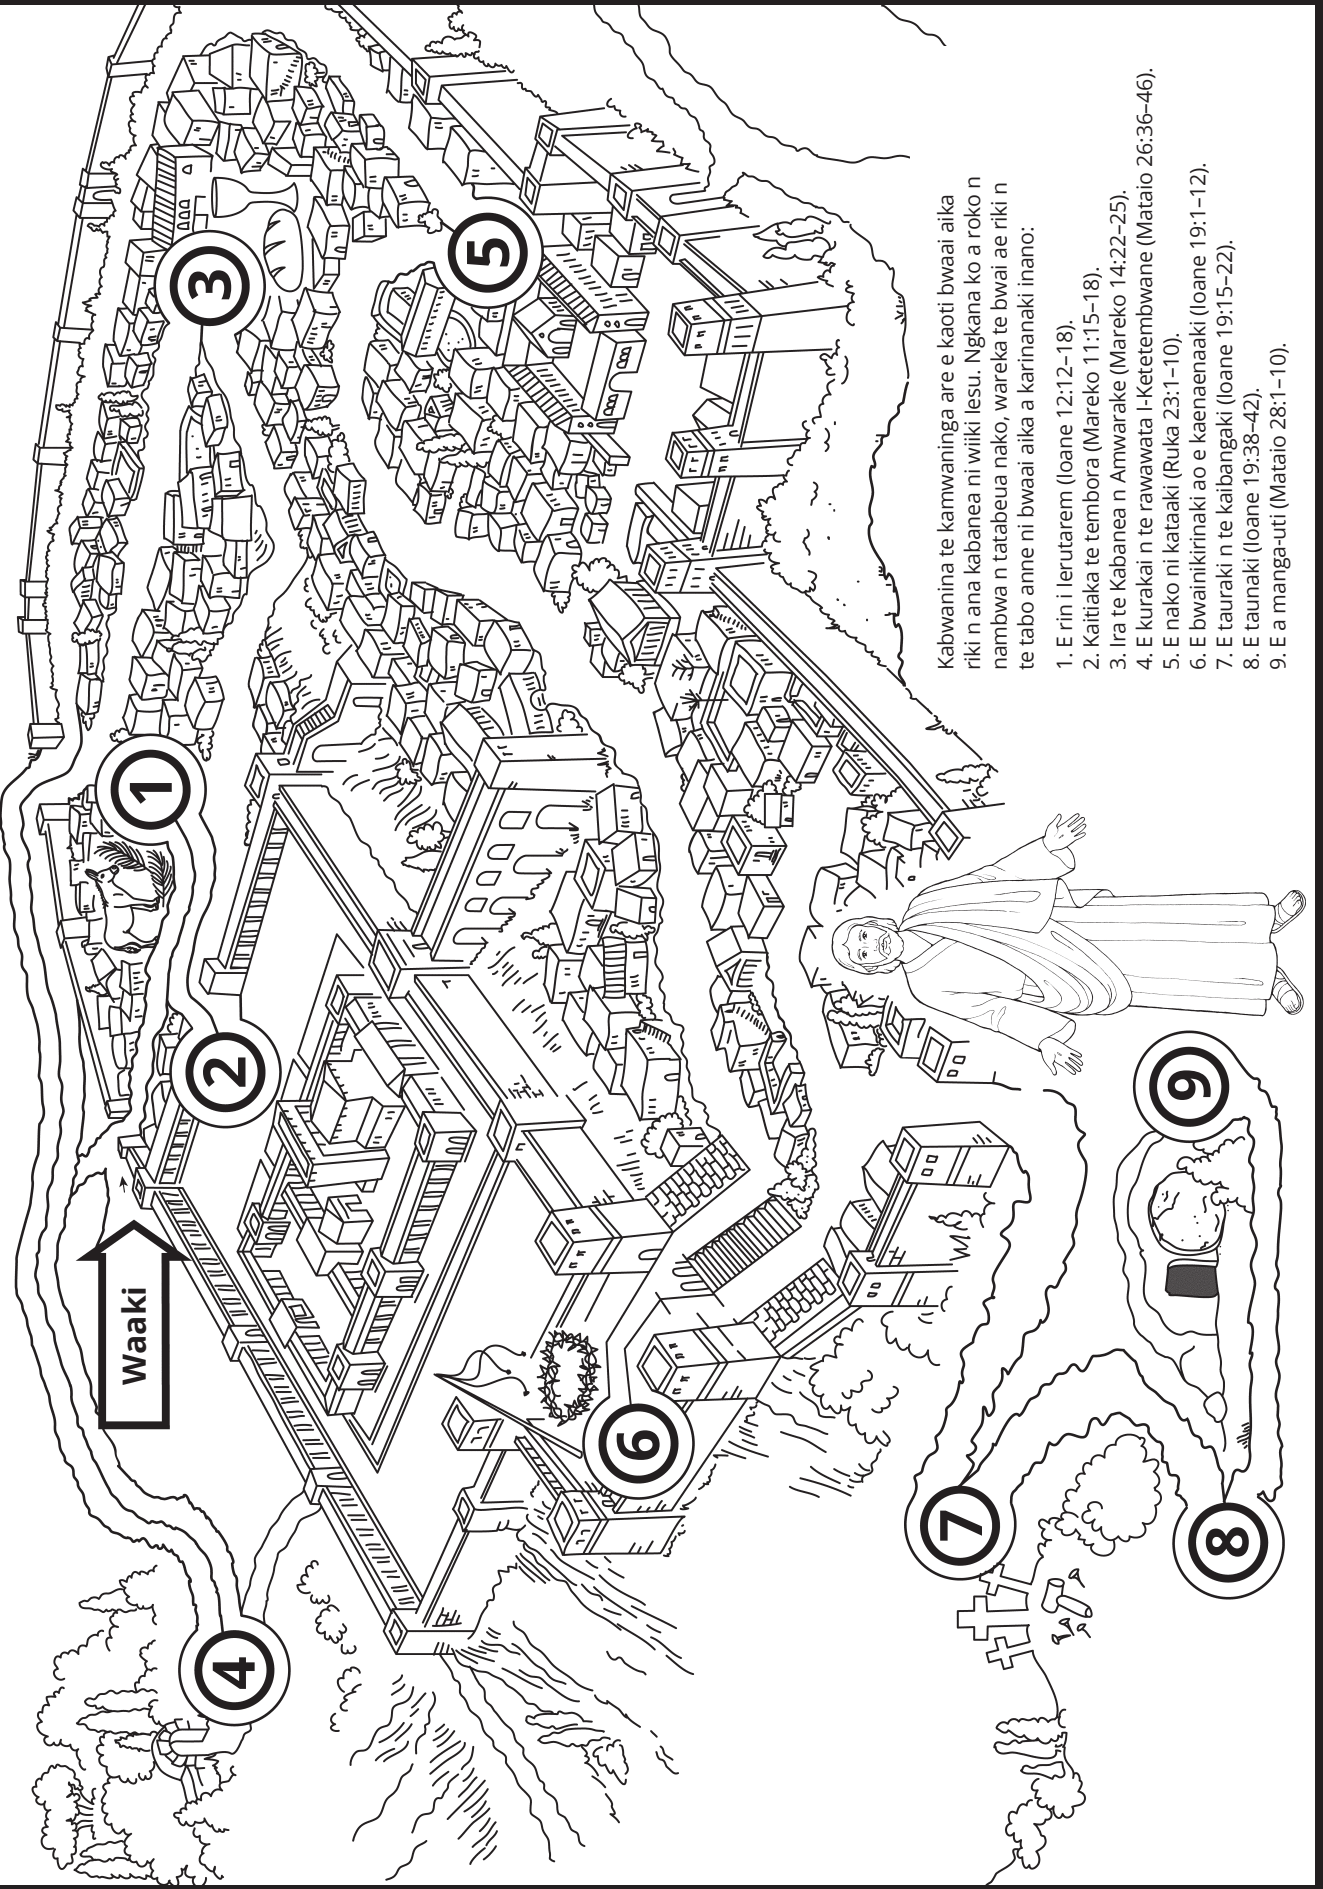 Kabwanina te kamwaninga are e kaoti bwaai aika
riki n ana kabanea ni wiiki Iesu. Ngkana ko a roko n
nambwa n tatabeua nako, wareka te bwai ae riki n
te tabo anne ni bwaai aika a karinanaki inano:
1. E rin i Ierutarem (Ioane 12:12–18).
2. Kaitiaka te tembora (Mareko 11:15–18).
3. Ira te Kabanea n Amwarake (Mareko 14:22–25).
4. E kurakai n te rawawata I-Ketetembwane (Mataio 26:36–46).
5. E nako ni kataaki (Ruka 23:1–10).
6. E bwainikirinaki ao e kaenaenaaki (Ioane 19:1–12).
7. E tauraki n te kaibangaki (Ioane 19:15–22).
8. E taunaki (Ioane 19:38–42).
9. E a manga-uti (Mataio 28:1–10).
Waaki
1
2
3
4
5
6
7
8
9